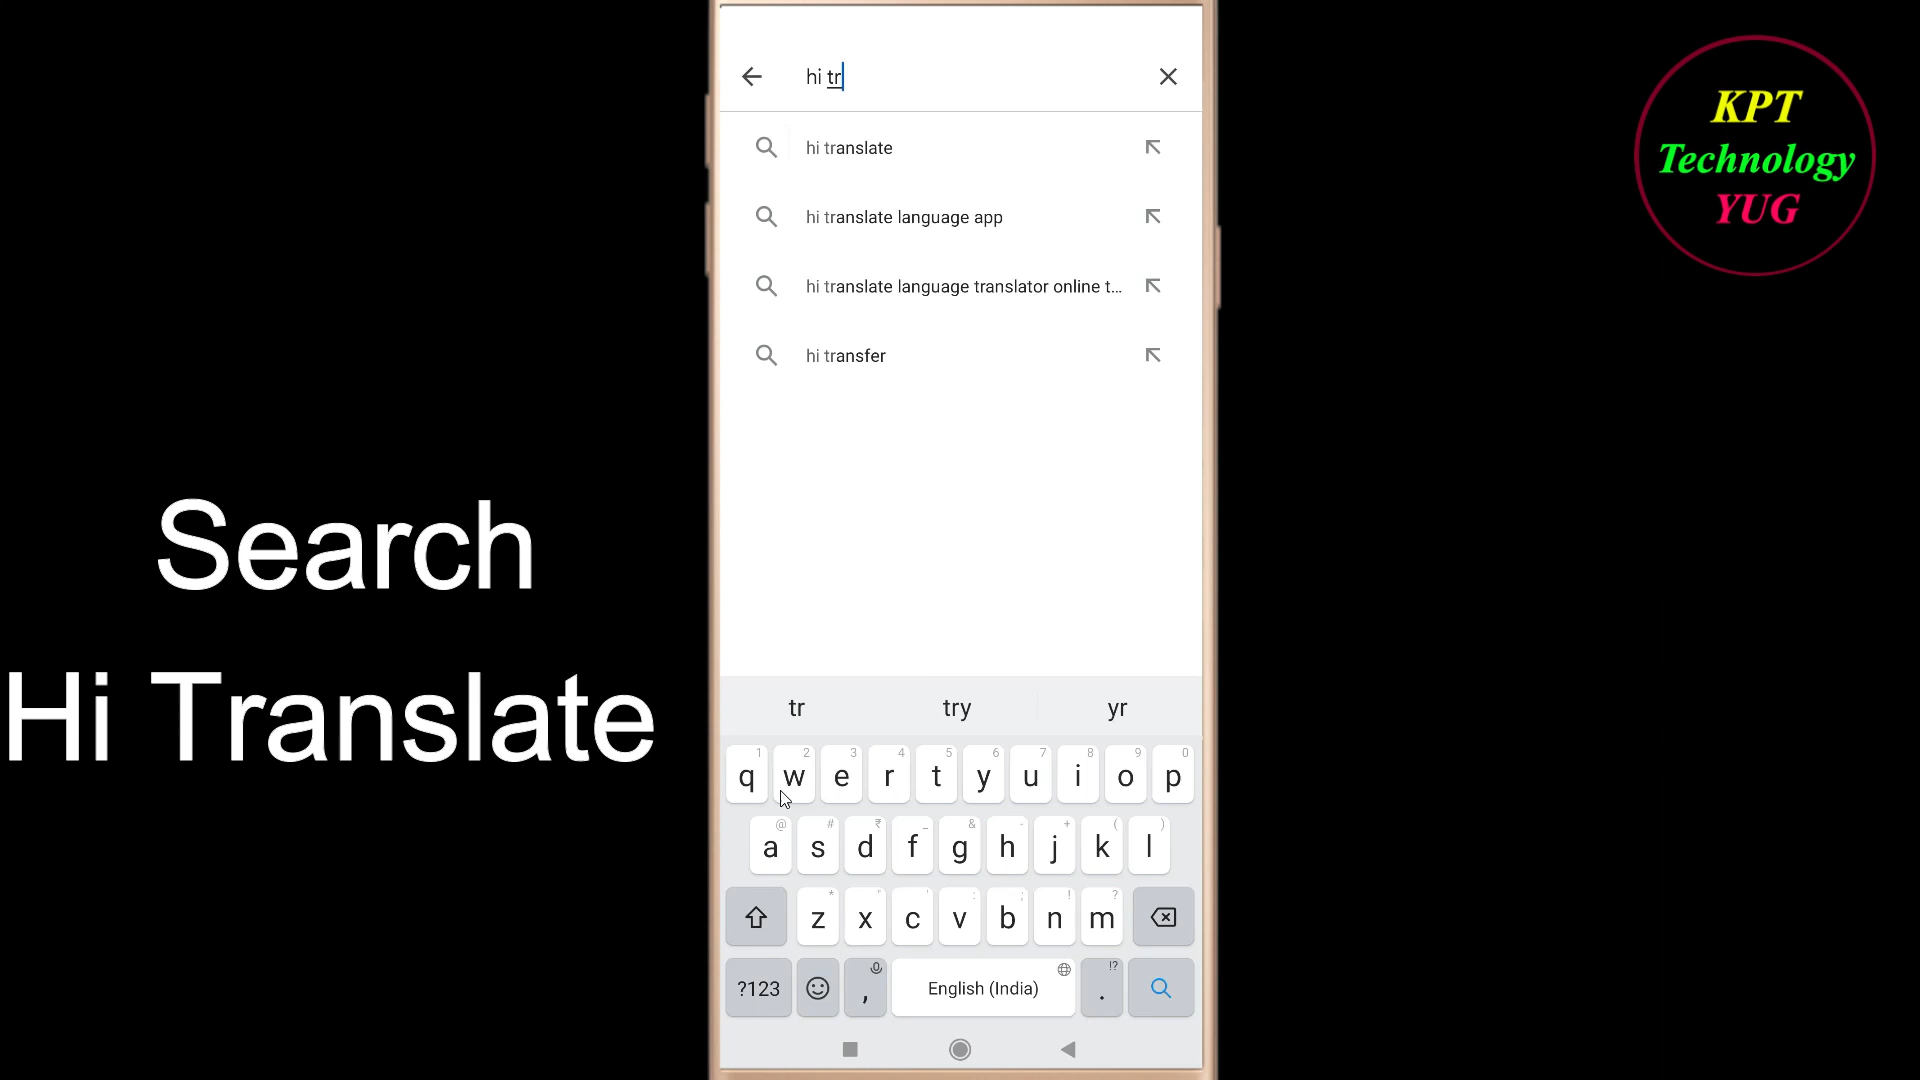 hi tr
hi translate
hi translate language app
hi translate language translator online t...
hi transfer
KPT
Technology
YUG
Search
Hi Translate
tr try yr
1 2 3 4 5 6 7 8 9 0
q w e r t y u i o p
@ # ₹ _ & - + ( )
a s d f g h j k l
* " ' : ; ! ?
z x c v b n m
!?
?123 , English (India) .